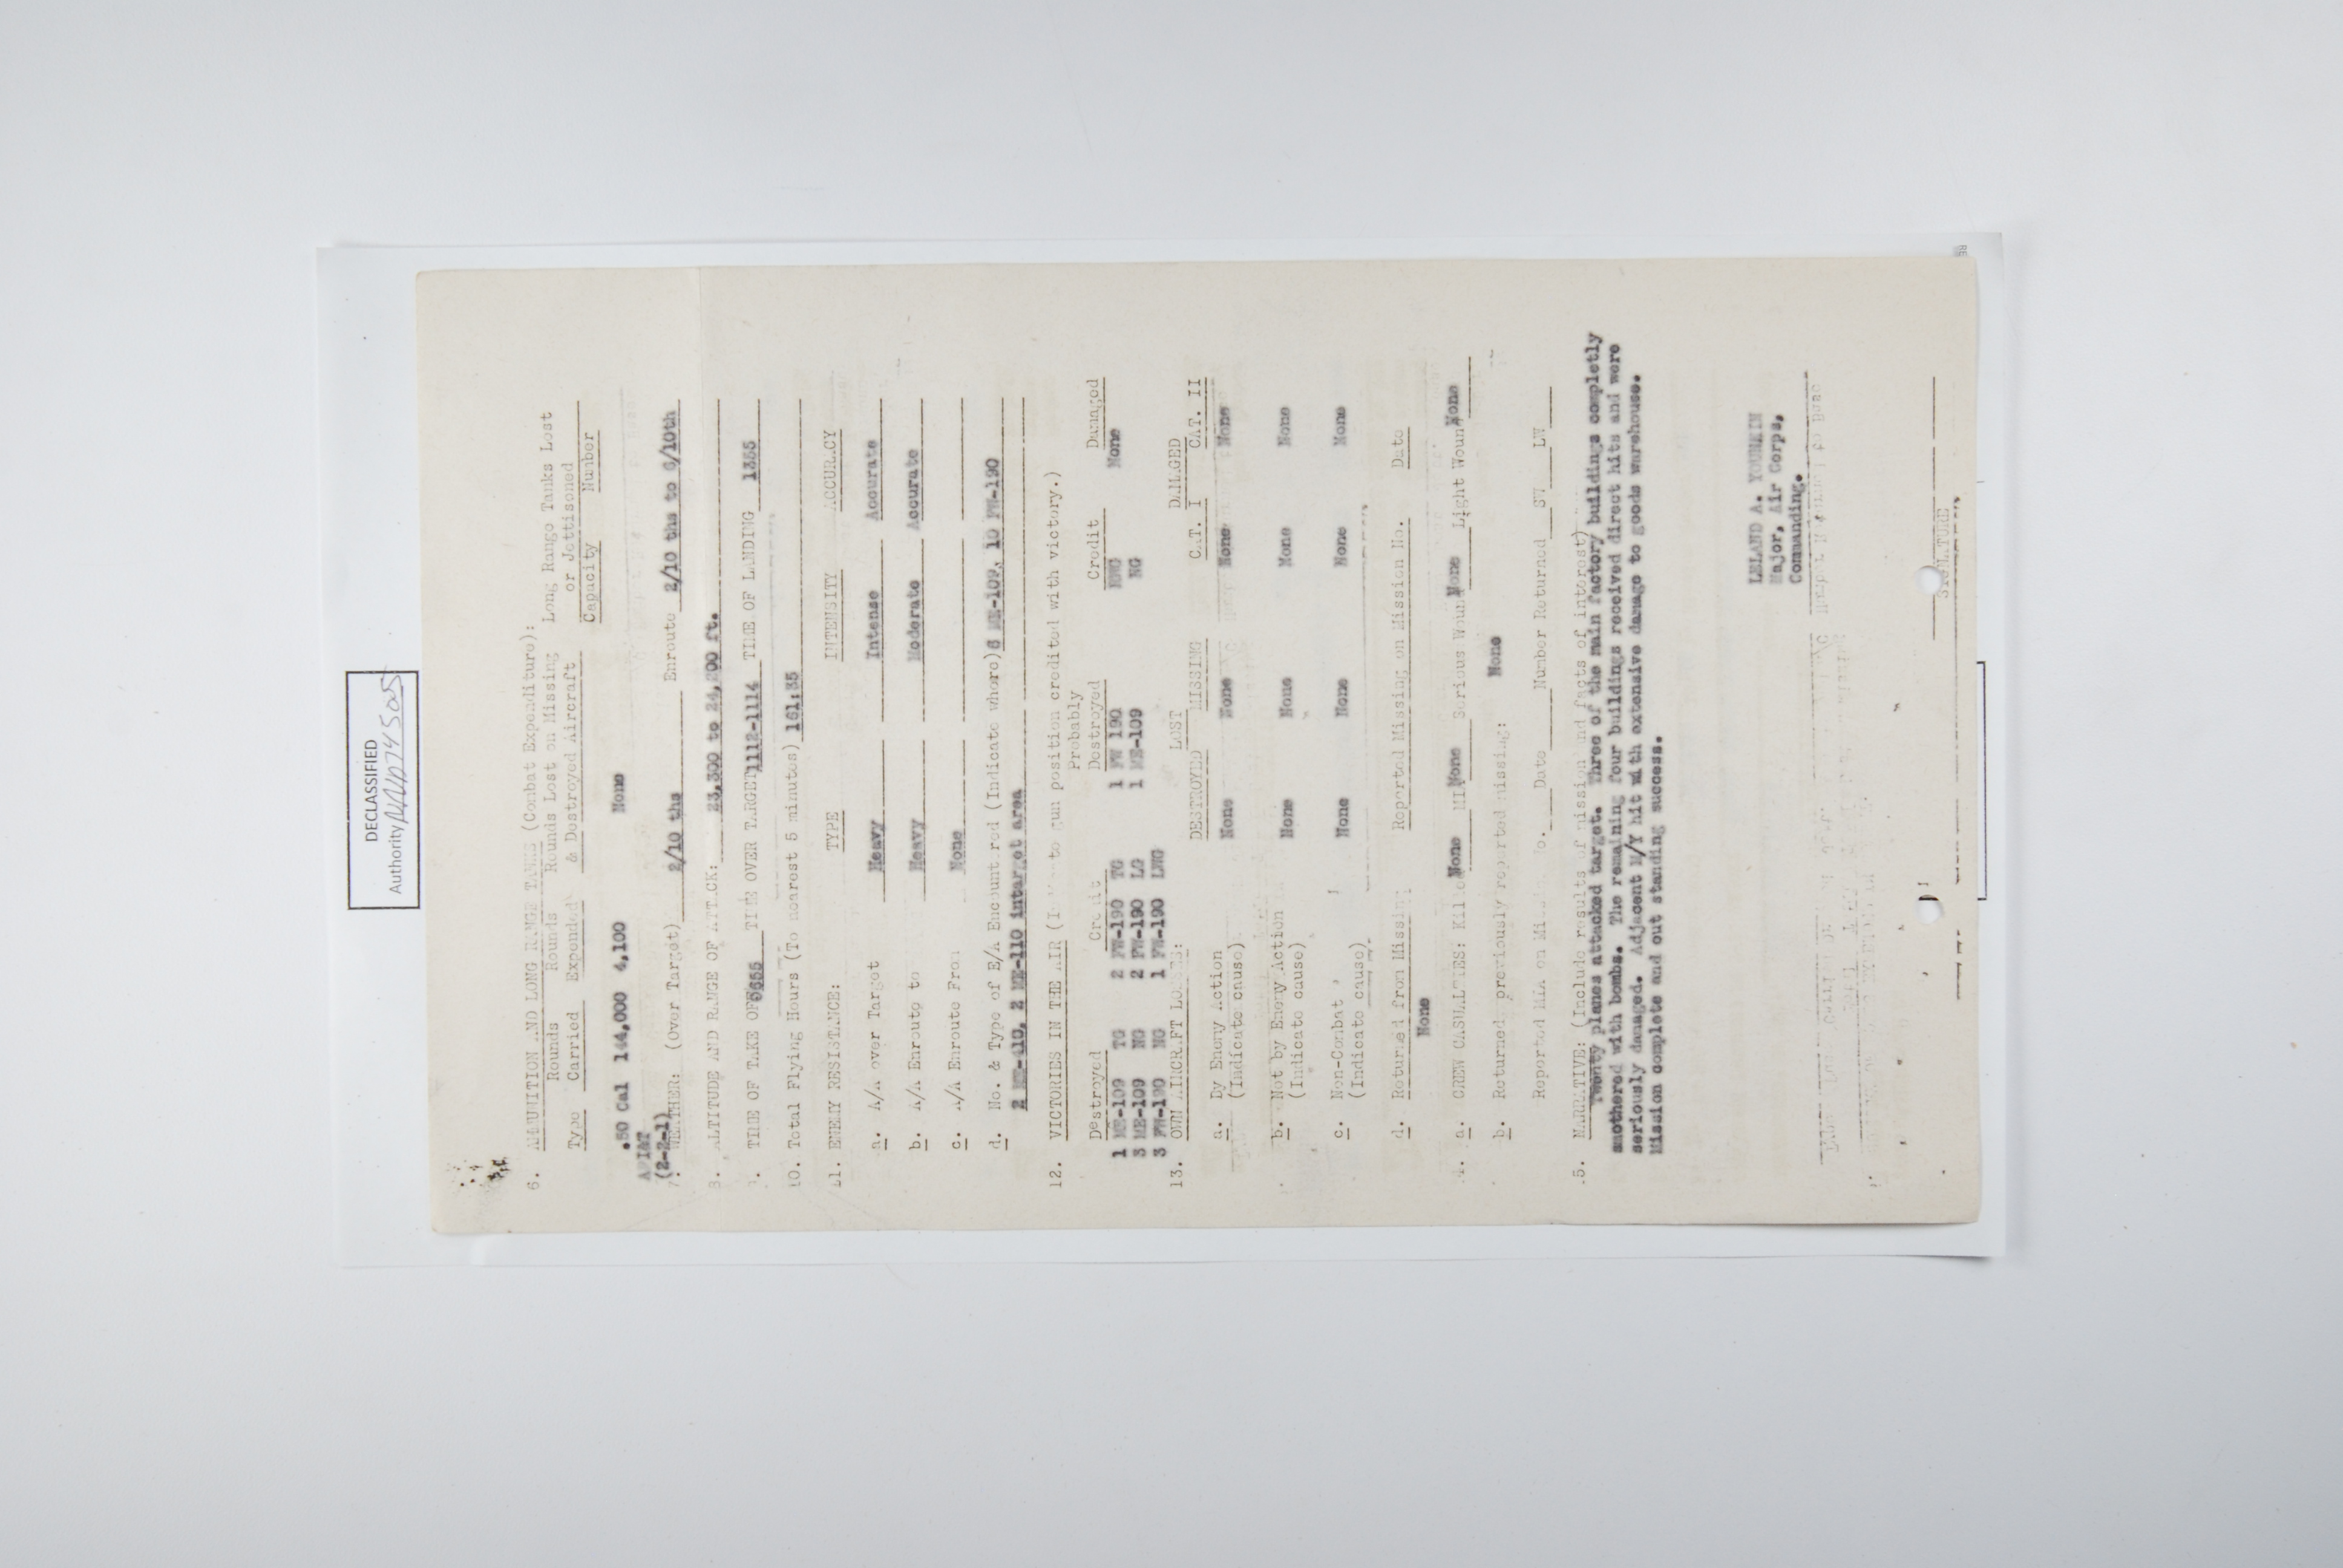 DECLASSIFIED
Authority NND 745005
6. AMMUNITION AND LONG RANGE TANKS (Combat Expenditure):
Rounds Rounds Rounds Lost on Missing Long Range Tanks Lost
Type Carried Expended & Destroyed Aircraft or Jettisoned
Capacity Number
.50 Cal 144,000 4,100 None
API&T
(2-2-1)
7. WEATHER: (Over Target) 2/10 ths Enroute 2/10 ths to 6/10th
8. ALTITUDE AND RANGE OF ATTACK: 23,300 to 24,200 ft.
9. TIME OF TAKE OFF 0655 TIME OVER TARGET 1112-1114 TIME OF LANDING 1355
10. Total Flying Hours (To nearest 5 minutes) 161:35
11. ENEMY RESISTANCE: TYPE INTENSITY ACCURACY
a. A/A over Target Heavy Intense Accurate
b. A/A Enroute to Heavy Moderate Accurate
c. A/A Enroute From None
d. No. & Type of E/A Encountered (Indicate where) 6 ME-109, 10 FW-190
2 ME-410, 2 ME-110 in target area
12. VICTORIES IN THE AIR ( to gun position credited with victory.)
Probably
Destroyed Credit Destroyed Credit Damaged
1 ME-109 TG 2 FW-190 TG 1 FW 190 RWG None
3 ME-109 NG 2 FW-190 LG 1 ME-109 NG
3 FW-190 NG 1 FW-190 LWG
13. OWN AIRCRAFT LOSSES: LOST DAMAGED
DESTROYED MISSING CAT. I CAT. II
a. By Enemy Action None None None None
(Indicate cause)
b. Not by Enemy Action None None None None
(Indicate cause)
c. Non-Combat None None None None
(Indicate cause)
d. Returned from Missing Reported Missing on Mission No. Date
None
14. a. CREW CASUALTIES: Killed None MIA None Serious Wound None Light Wound None
b. Returned previously reported missing: None
Reported MIA on Mission No. Date Number Returned SW LW
15. NARRATIVE: (Include results of mission and facts of interest)
Twenty planes attacked target. Three of the main factory buildings completly
smothered with bombs. The remaining four buildings received direct hits and were
seriously damaged. Adjacent M/Y hit with extensive damage to goods warehouse.
Mission complete and out standing success.
LELAND A. YOUNKIN
Major, Air Corps,
Commanding.
SIGNATURE